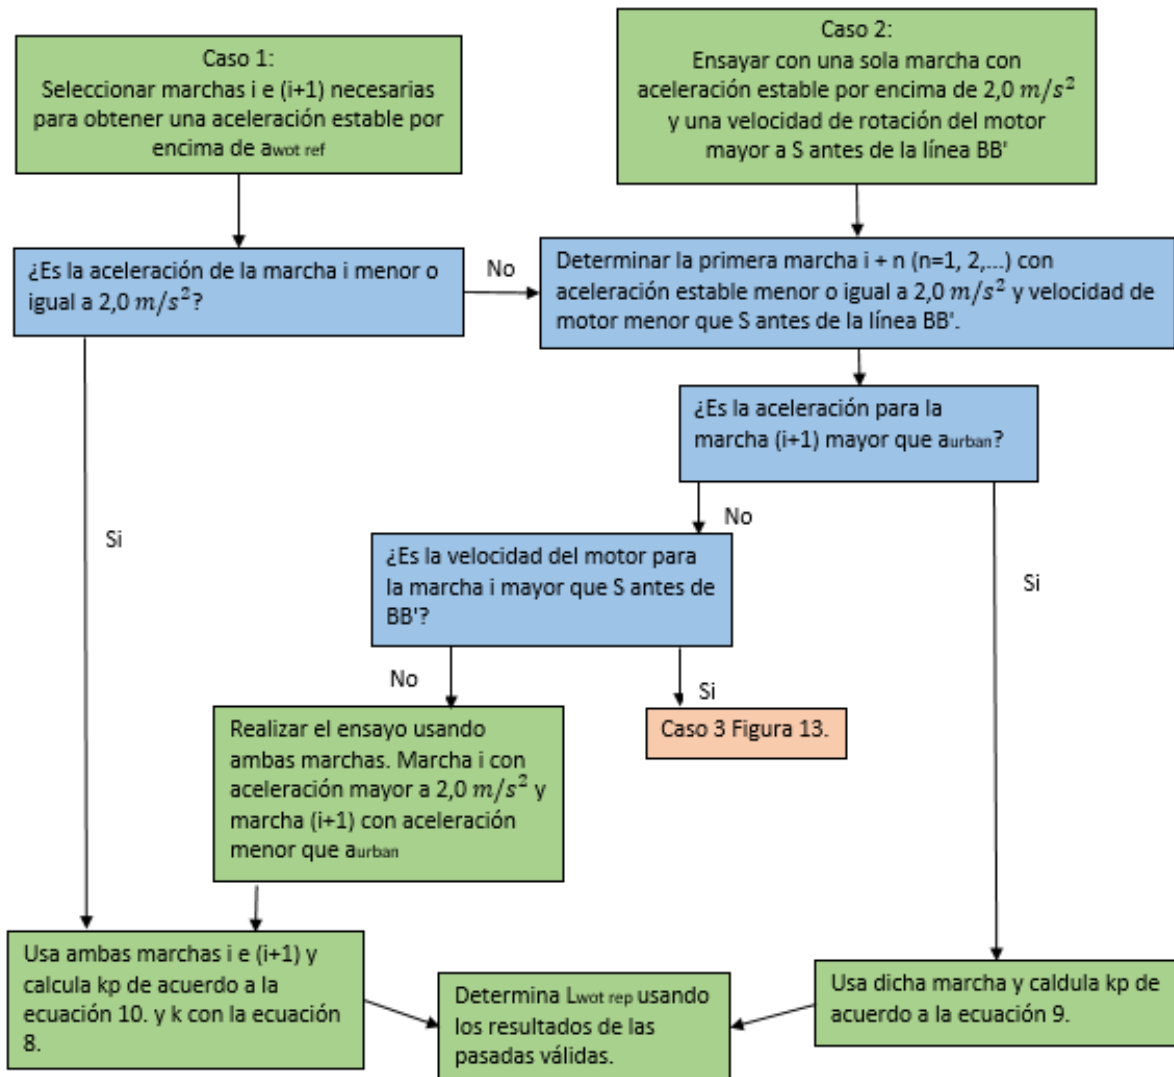 Caso 1:
Seleccionar marchas i e (i+1) necesarias
para obtener una aceleración estable por
encima de awot ref
Caso 2:
Ensayar con una sola marcha con
aceleración estable por encima de 2,0 m/s²
y una velocidad de rotación del motor
mayor a S antes de la línea BB'
¿Es la aceleración de la marcha i menor o
igual a 2,0 m/s²?
No
Determinar la primera marcha i + n (n=1, 2,...) con
aceleración estable menor o igual a 2,0 m/s² y velocidad de
motor menor que S antes de la línea BB'.
¿Es la aceleración para la
marcha (i+1) mayor que aurban?
No
Si
Si
¿Es la velocidad del motor para
la marcha i mayor que S antes de
BB'?
No
Si
Realizar el ensayo usando
ambas marchas. Marcha i con
aceleración mayor a 2,0 m/s² y
marcha (i+1) con aceleración
menor que aurban
Caso 3 Figura 13.
Usa ambas marchas i e (i+1) y
calcula kp de acuerdo a la
ecuación 10. y k con la ecuación
8.
Determina Lwot rep usando
los resultados de las
pasadas válidas.
Usa dicha marcha y caldula kp de
acuerdo a la ecuación 9.